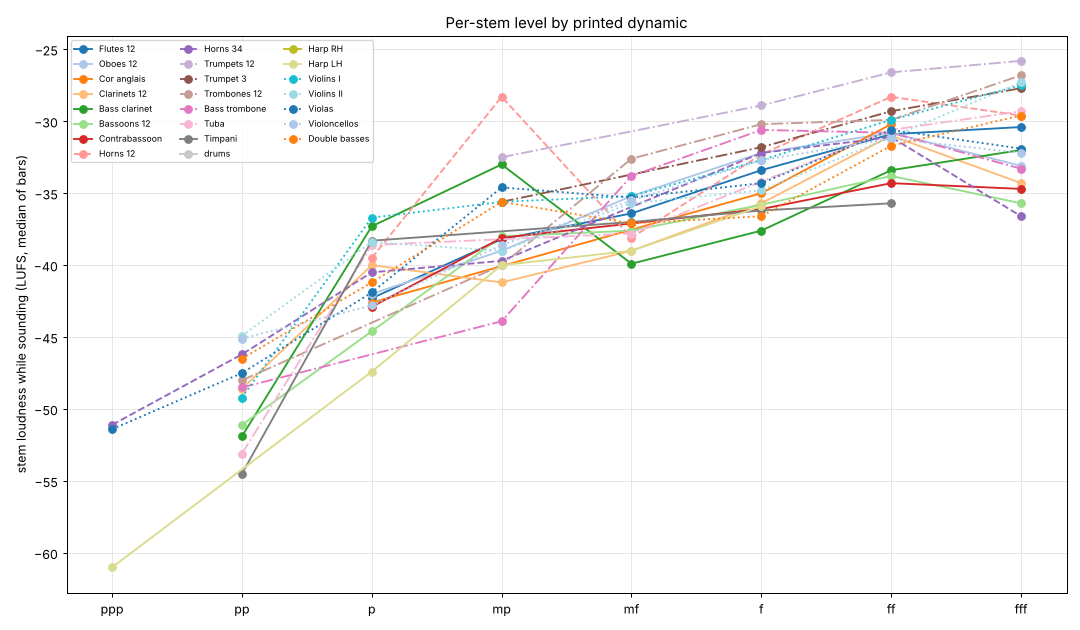 Per-stem level by printed dynamic
stem loudness while sounding (LUFS, median of bars)
−25
−30
−35
−40
−45
−50
−55
−60
Flutes 12
Oboes 12
Cor anglais
Clarinets 12
Bass clarinet
Bassoons 12
Contrabassoon
Horns 12
Horns 34
Trumpets 12
Trumpet 3
Trombones 12
Bass trombone
Tuba
Timpani
drums
Harp RH
Harp LH
Violins I
Violins II
Violas
Violoncellos
Double basses
ppp
pp
p
mp
mf
f
ff
fff